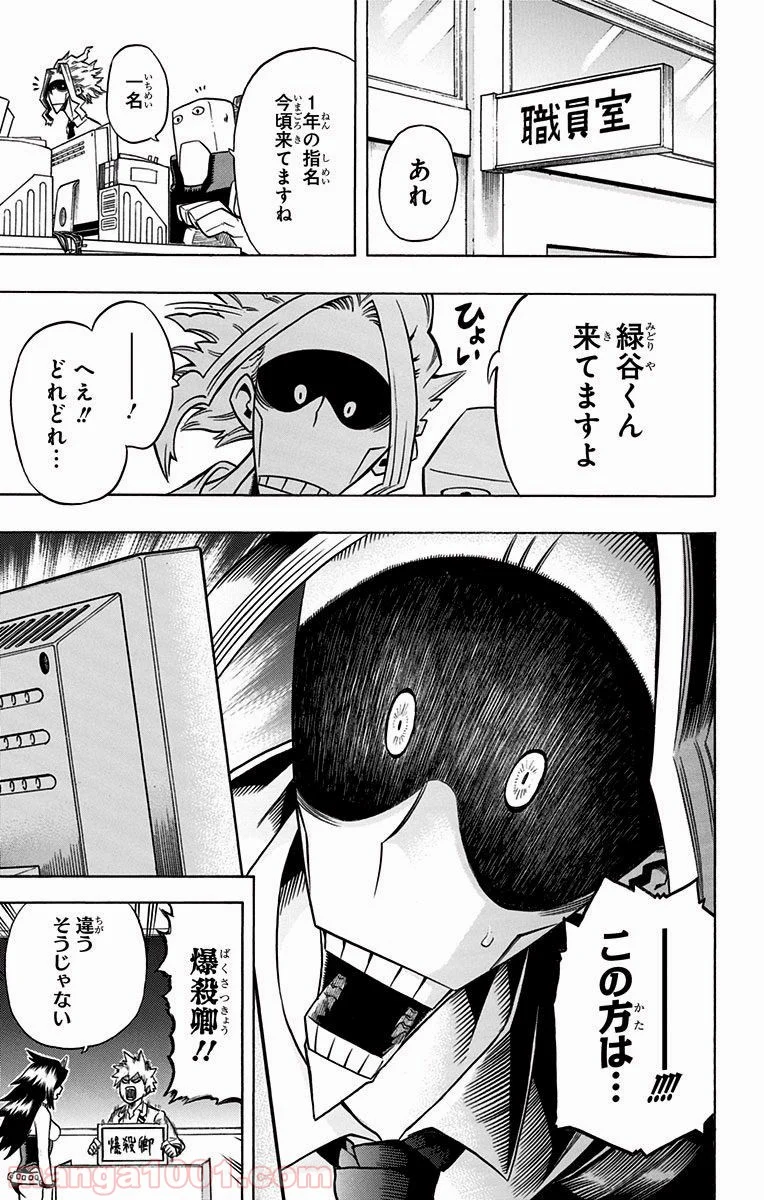 職員室
あれ
1年の指名
今頃来てますね
一名
緑谷くん
来てますよ
ひょい
――!
へえ!!
どれどれ…
――!!!!
この方は…
爆殺卿!!
爆殺卿
違う
そうじゃない
manga1001.com